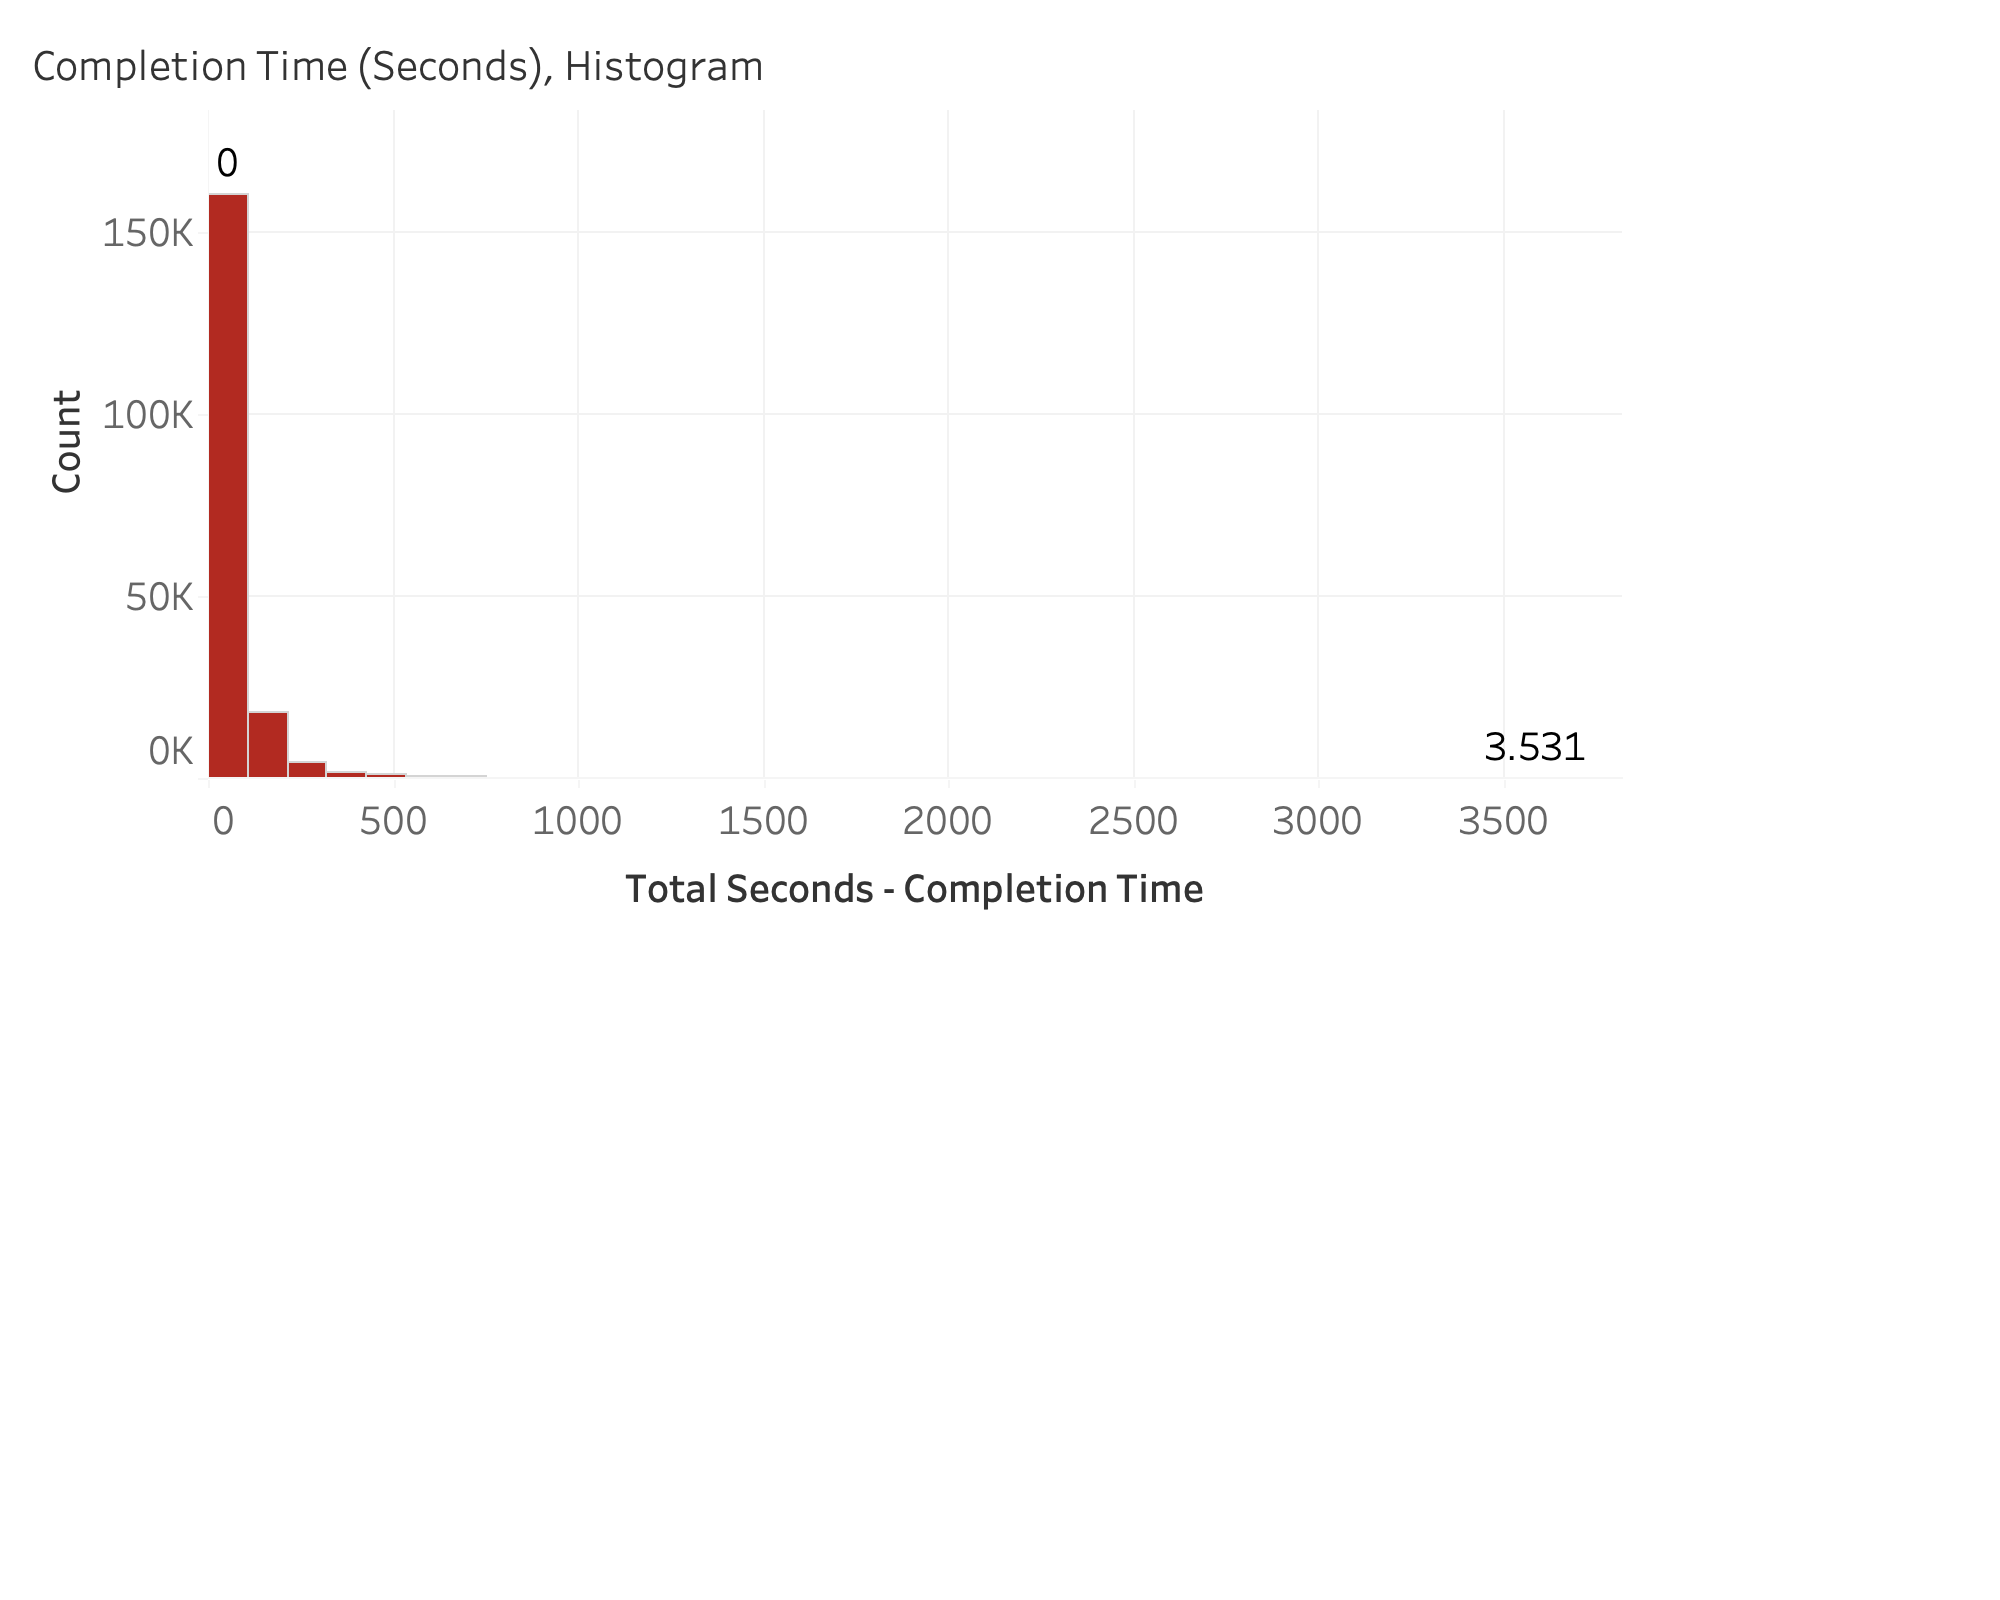 Completion Time (Seconds), Histogram
0
150K
100K
50K
0K
Count
3.531
0 500 1000 1500 2000 2500 3000 3500
Total Seconds - Completion Time